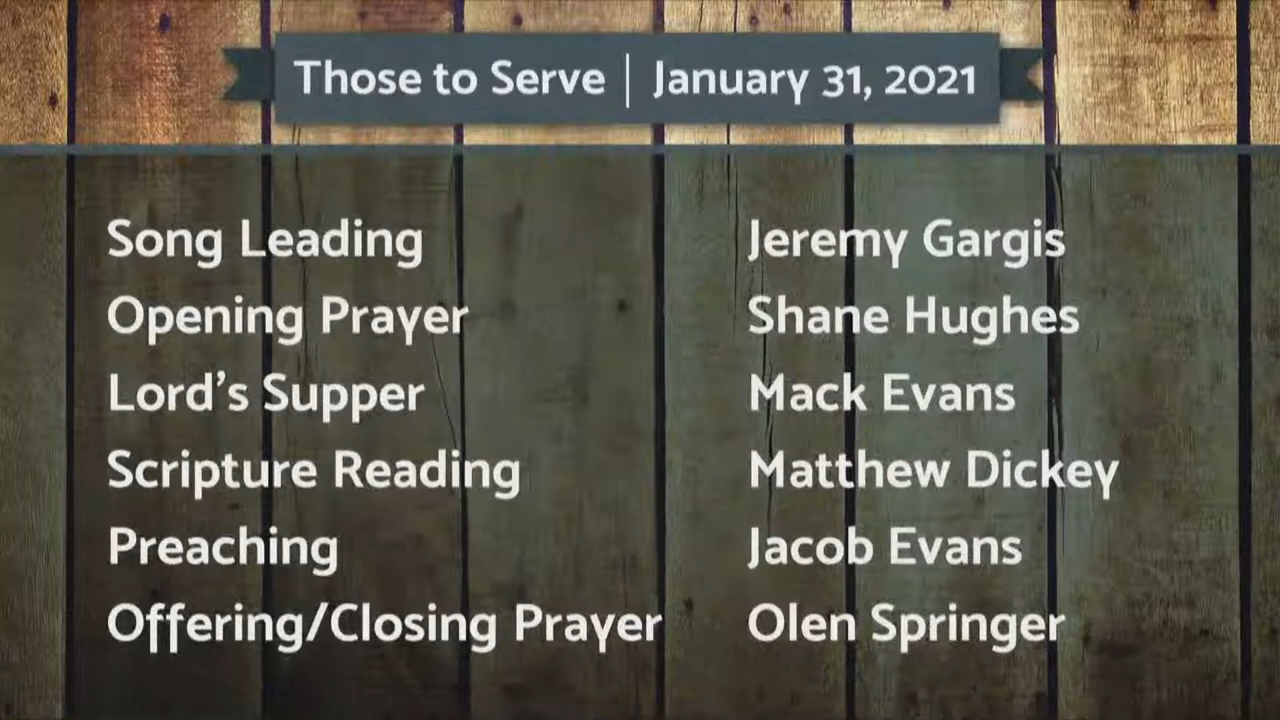 Those to Serve | January 31, 2021
Song Leading Jeremy Gargis
Opening Prayer Shane Hughes
Lord's Supper Mack Evans
Scripture Reading Matthew Dickey
Preaching Jacob Evans
Offering/Closing Prayer Olen Springer